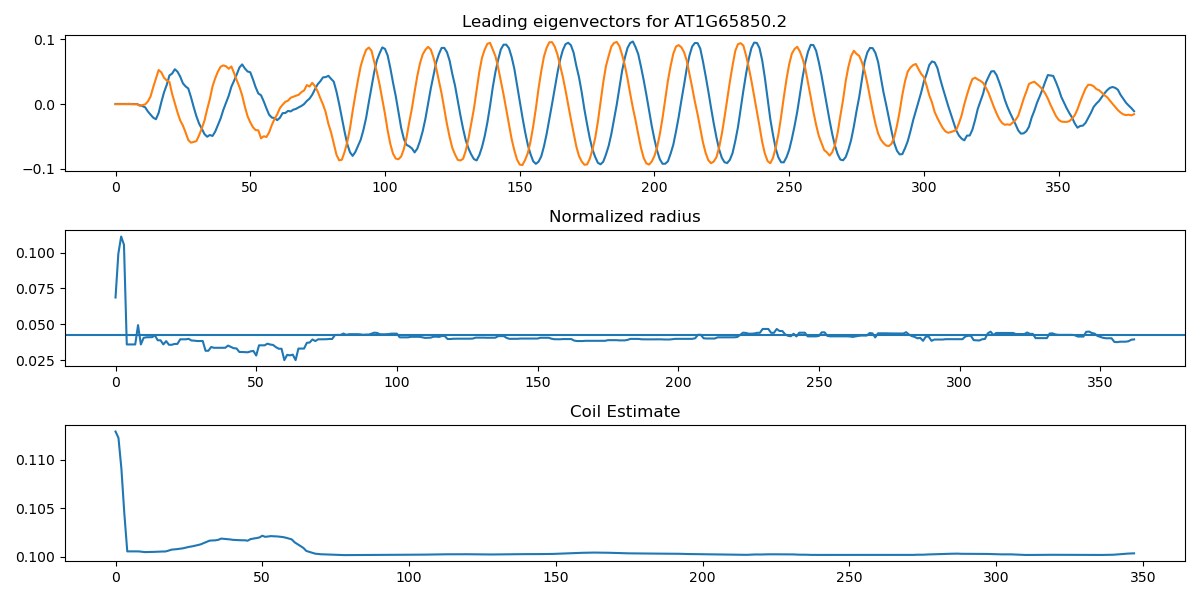 Leading eigenvectors for AT1G65850.2
0.1
0.0
−0.1
0 50 100 150 200 250 300 350
Normalized radius
0.100
0.075
0.050
0.025
0 50 100 150 200 250 300 350
Coil Estimate
0.110
0.105
0.100
0 50 100 150 200 250 300 350